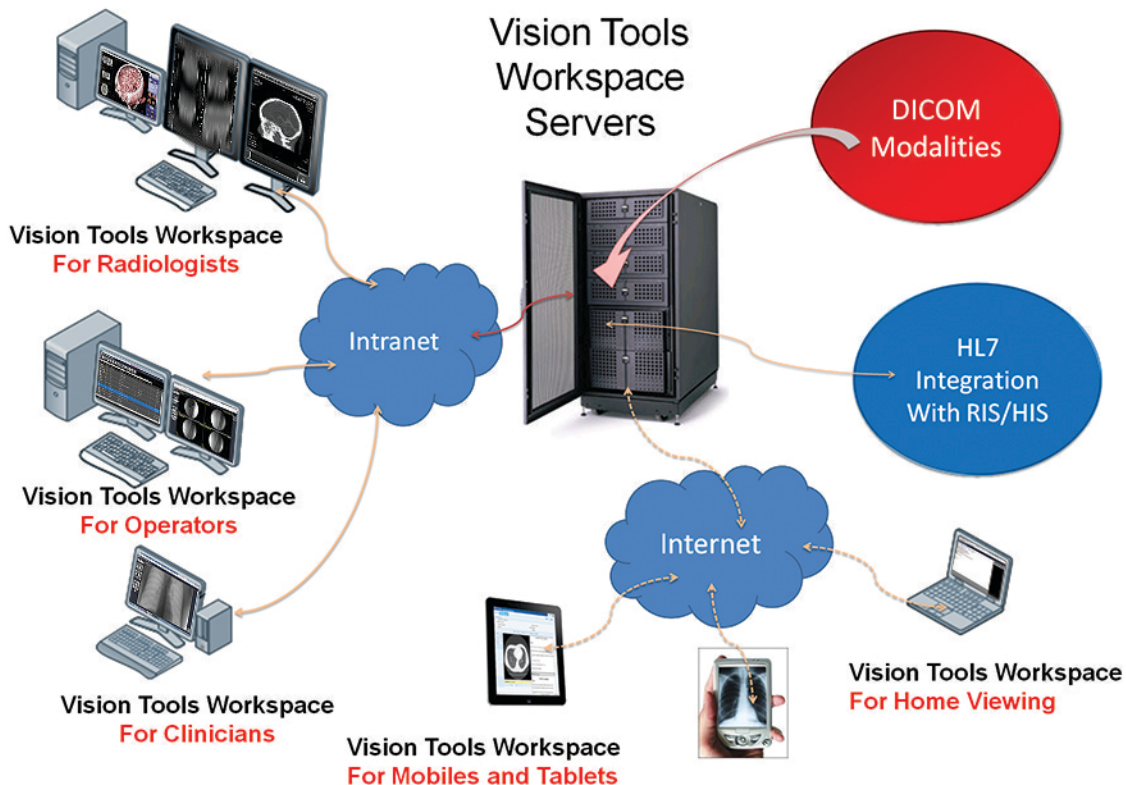 Vision Tools
Workspace
Servers
DICOM
Modalities
Vision Tools Workspace
For Radiologists
Intranet
HL7
Integration
With RIS/HIS
Vision Tools Workspace
For Operators
Internet
Vision Tools Workspace
For Clinicians
Vision Tools Workspace
For Home Viewing
Vision Tools Workspace
For Mobiles and Tablets